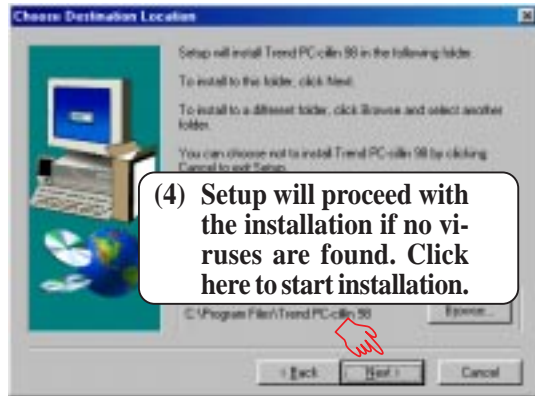 Choose Destination Location
Setup will install Trend PC-cillin 98 in the following folder.
To install to this folder, click Next.
To install to a different folder, click Browse and select another
folder.
You can choose not to install Trend PC-cillin 98 by clicking
Cancel to exit Setup.
(4) Setup will proceed with
the installation if no vi-
ruses are found. Click
here to start installation.
C:\Program Files\Trend PC-cillin 98
Browse...
< Back
Next >
Cancel